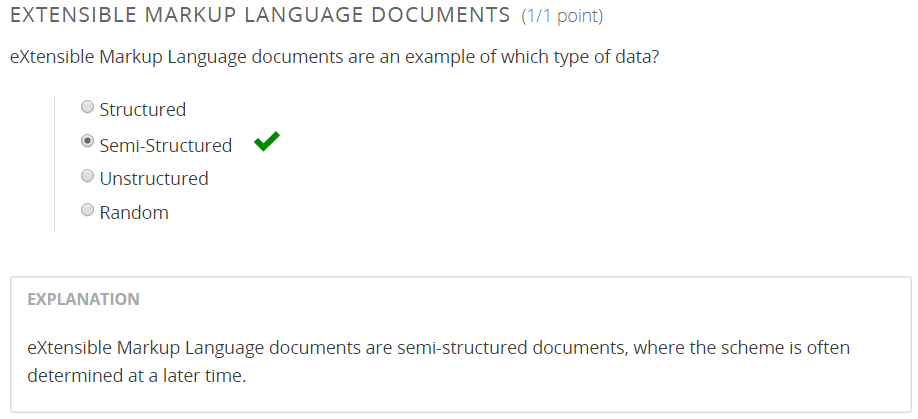 EXTENSIBLE MARKUP LANGUAGE DOCUMENTS (1/1 point)
eXtensible Markup Language documents are an example of which type of data?
Structured
Semi-Structured
Unstructured
Random
EXPLANATION
eXtensible Markup Language documents are semi-structured documents, where the scheme is often
determined at a later time.